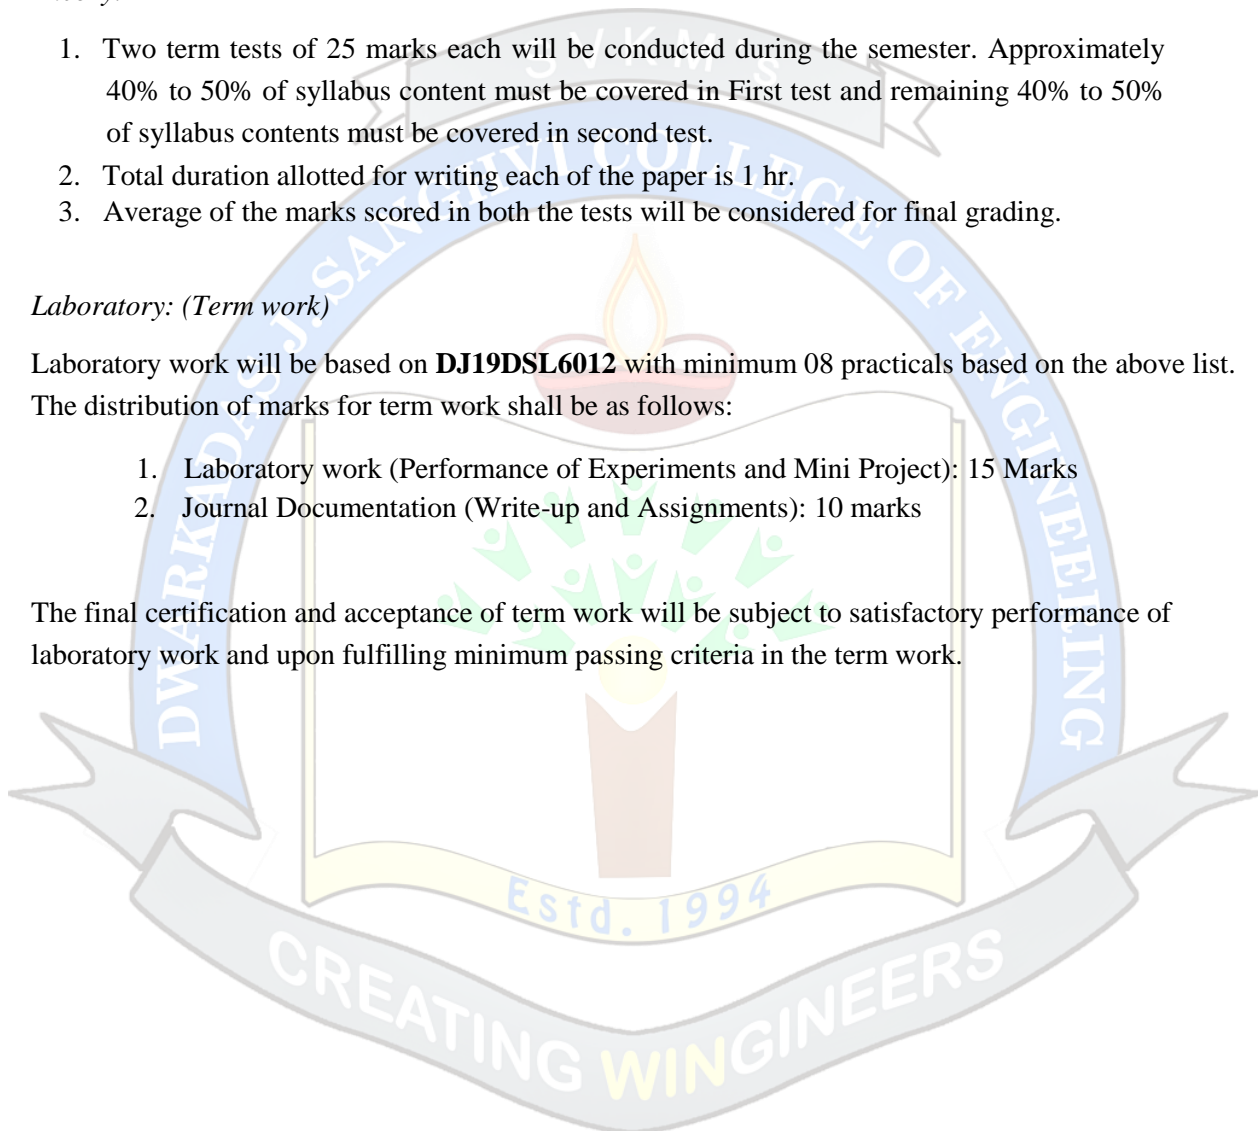 1. Two term tests of 25 marks each will be conducted during the semester. Approximately
40% to 50% of syllabus content must be covered in First test and remaining 40% to 50%
of syllabus contents must be covered in second test.
2. Total duration allotted for writing each of the paper is 1 hr.
3. Average of the marks scored in both the tests will be considered for final grading.
Laboratory: (Term work)
Laboratory work will be based on DJ19DSL6012 with minimum 08 practicals based on the above list.
The distribution of marks for term work shall be as follows:
1. Laboratory work (Performance of Experiments and Mini Project): 15 Marks
2. Journal Documentation (Write-up and Assignments): 10 marks
The final certification and acceptance of term work will be subject to satisfactory performance of
laboratory work and upon fulfilling minimum passing criteria in the term work.
SVKM'S
DWARKADAS J. SANGHVI COLLEGE OF ENGINEERING
Estd. 1994
CREATING WINGINEERS